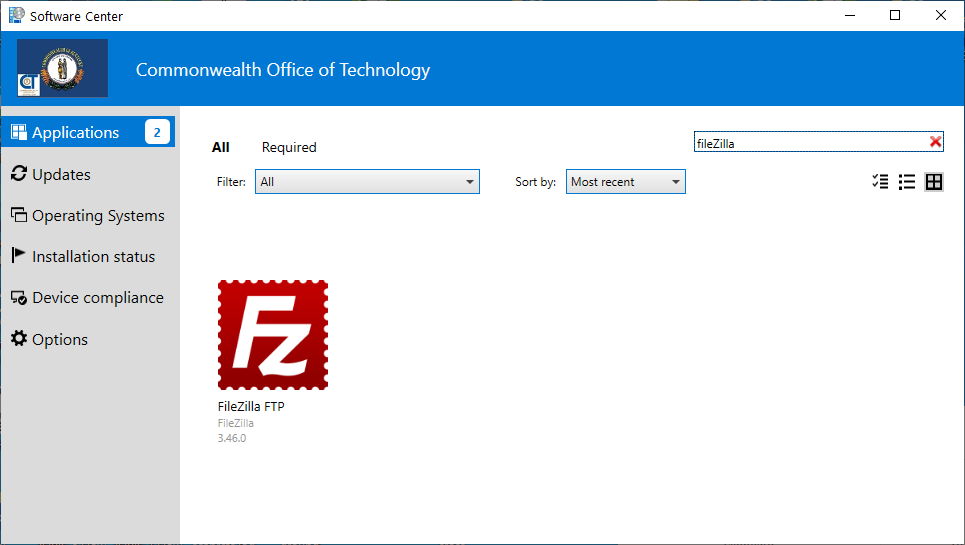 Software Center
Commonwealth Office of Technology
Applications 2
Updates
Operating Systems
Installation status
Device compliance
Options
All Required
fileZilla
Filter: All Sort by: Most recent
Fz
FileZilla FTP
FileZilla
3.46.0